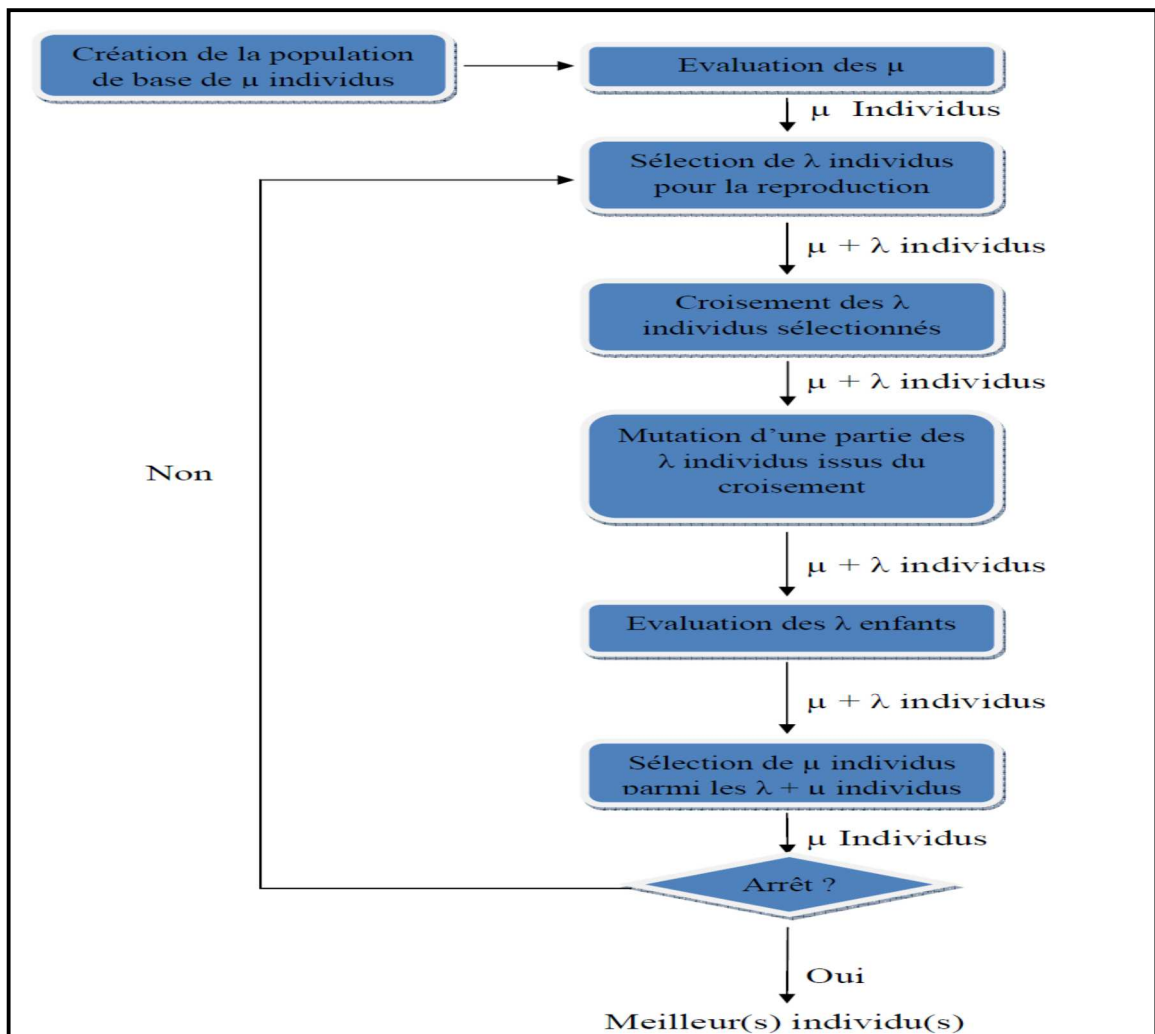 Création de la population
de base de µ individus
Evaluation des µ
µ Individus
Sélection de λ individus
pour la reproduction
µ + λ individus
Croisement des λ
individus sélectionnés
µ + λ individus
Mutation d’une partie des
λ individus issus du
croisement
Non
µ + λ individus
Evaluation des λ enfants
µ + λ individus
Sélection de µ individus
parmi les λ + µ individus
µ Individus
Arrêt ?
Oui
Meilleur(s) individu(s)